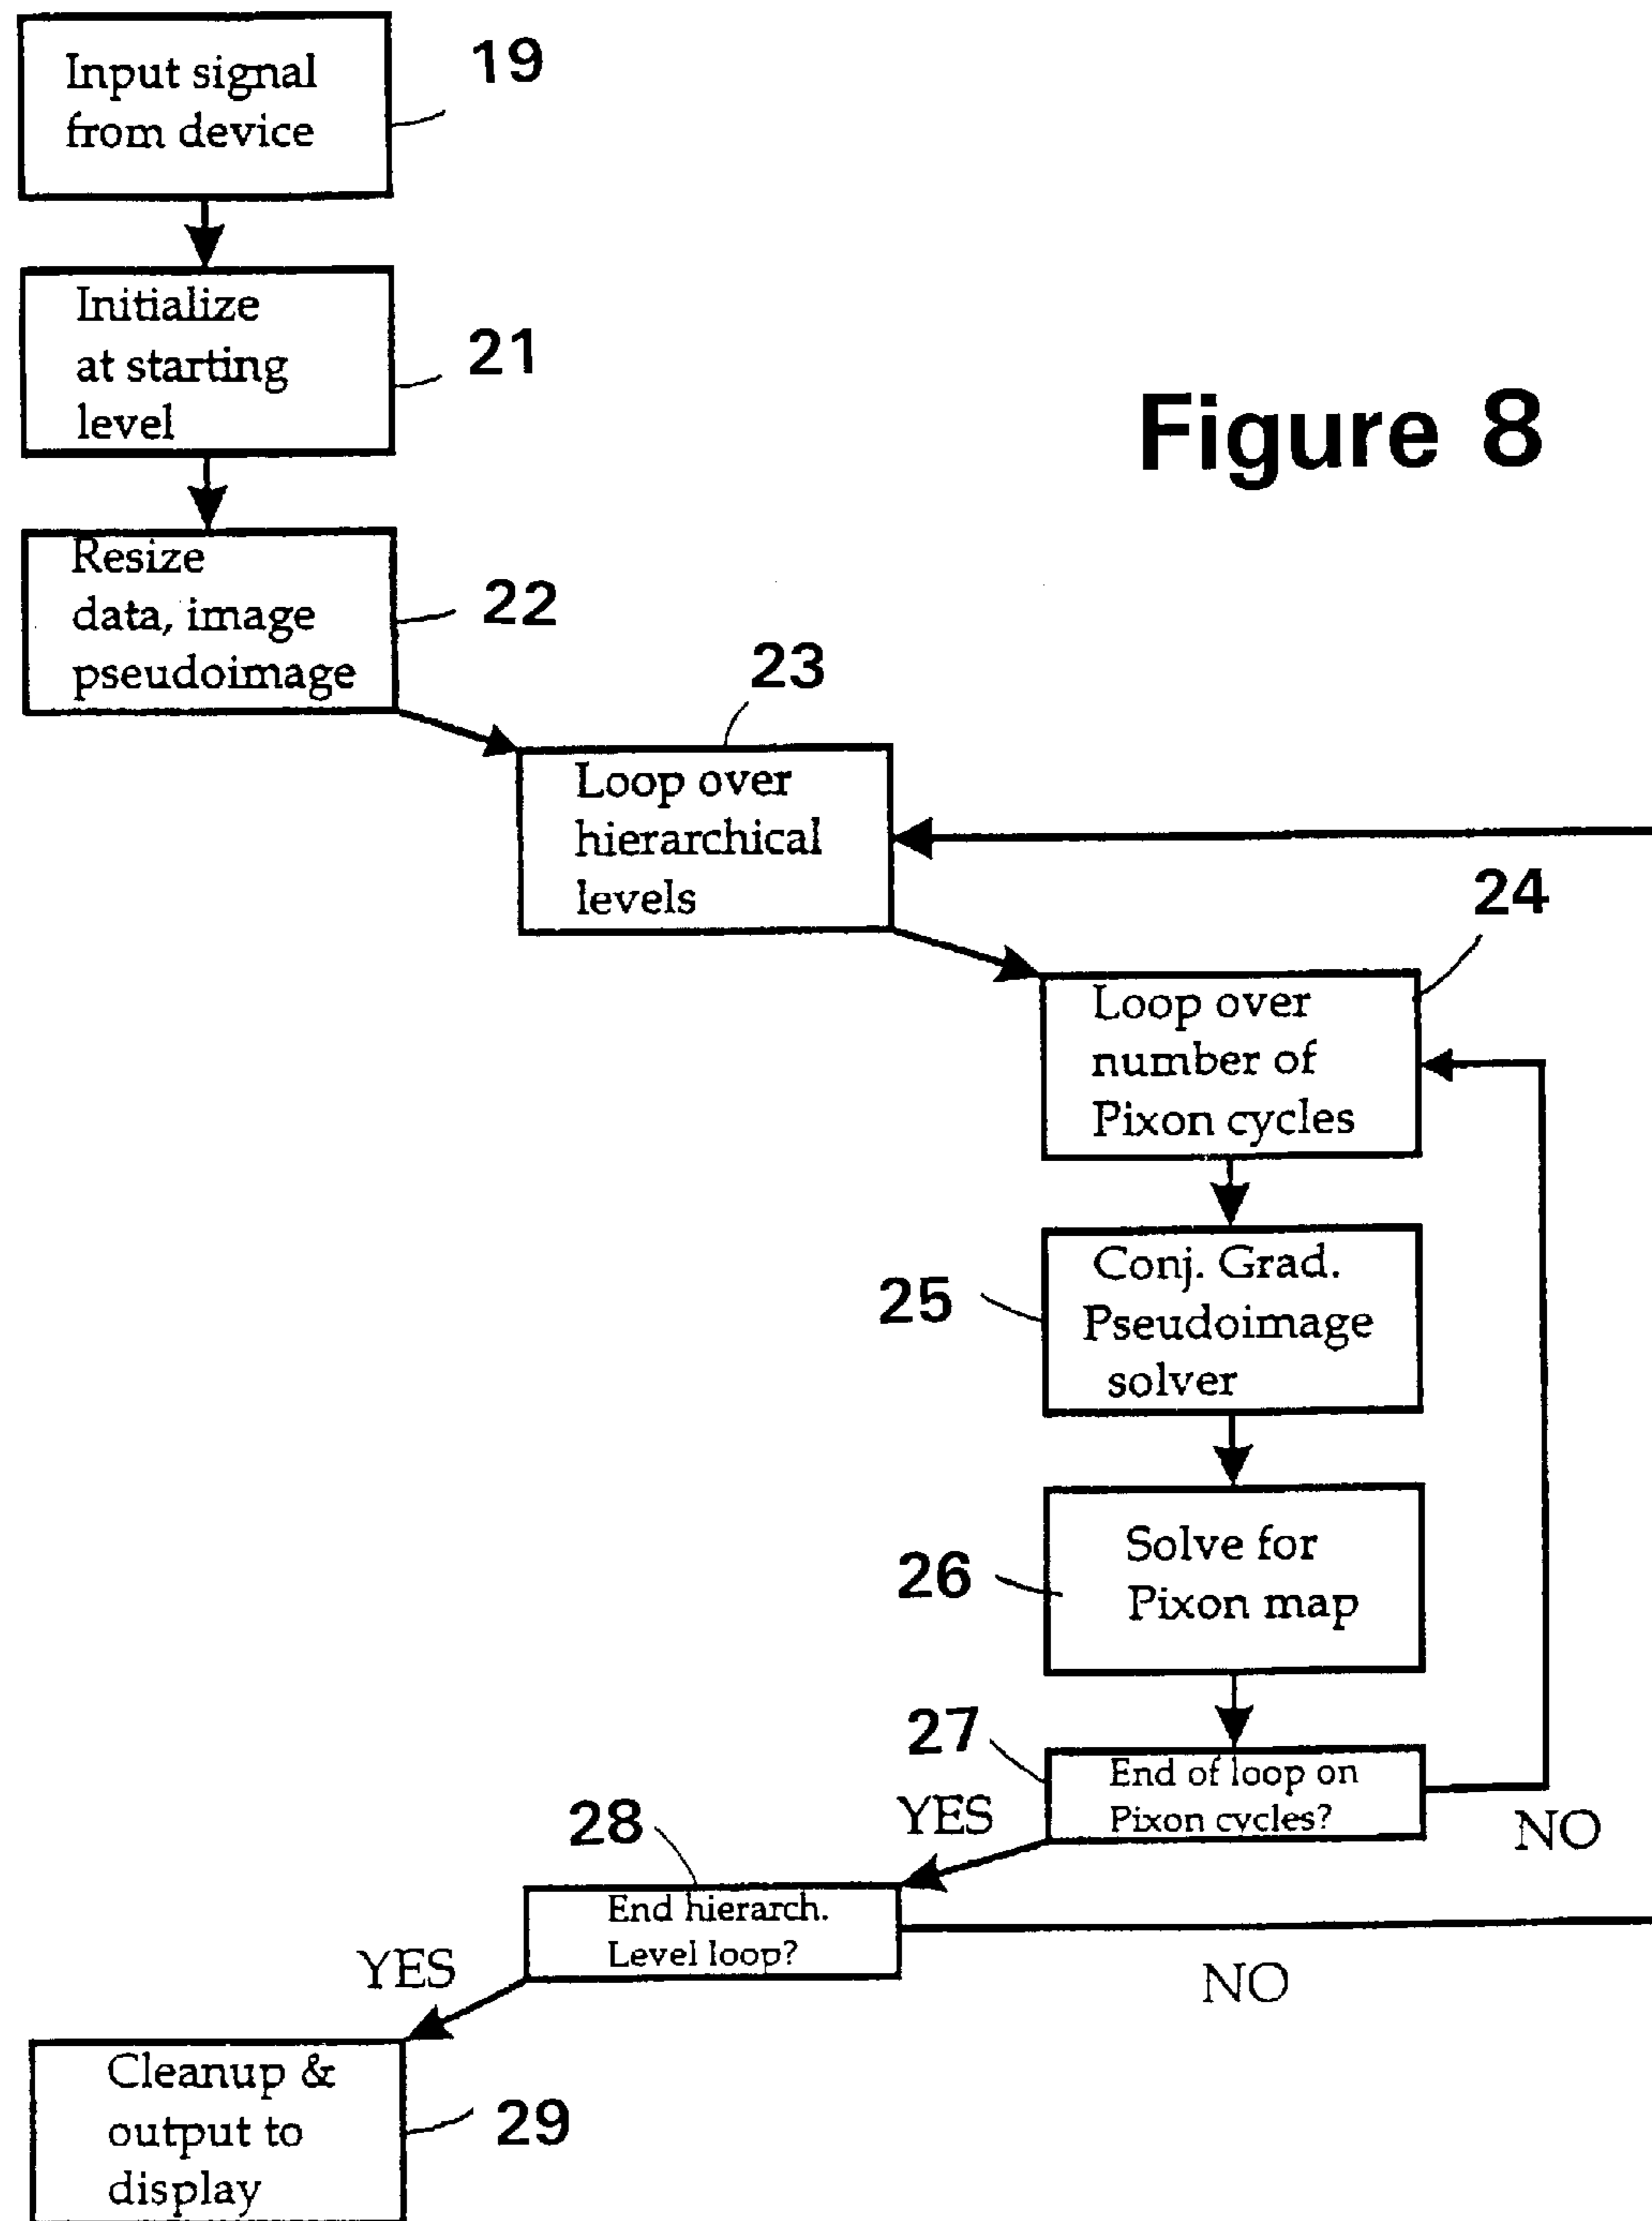 Input signal
from device
19
Initialize
at starting
level
21
Figure 8
Resize
data, image
pseudoimage
22
23
Loop over
hierarchical
levels
24
Loop over
number of
Pixon cycles
25
Conj. Grad.
Pseudoimage
solver
26
Solve for
Pixon map
27
End of loop on
Pixon cycles?
YES
NO
28
End hierarch.
Level loop?
YES
NO
Cleanup &
output to
display
29